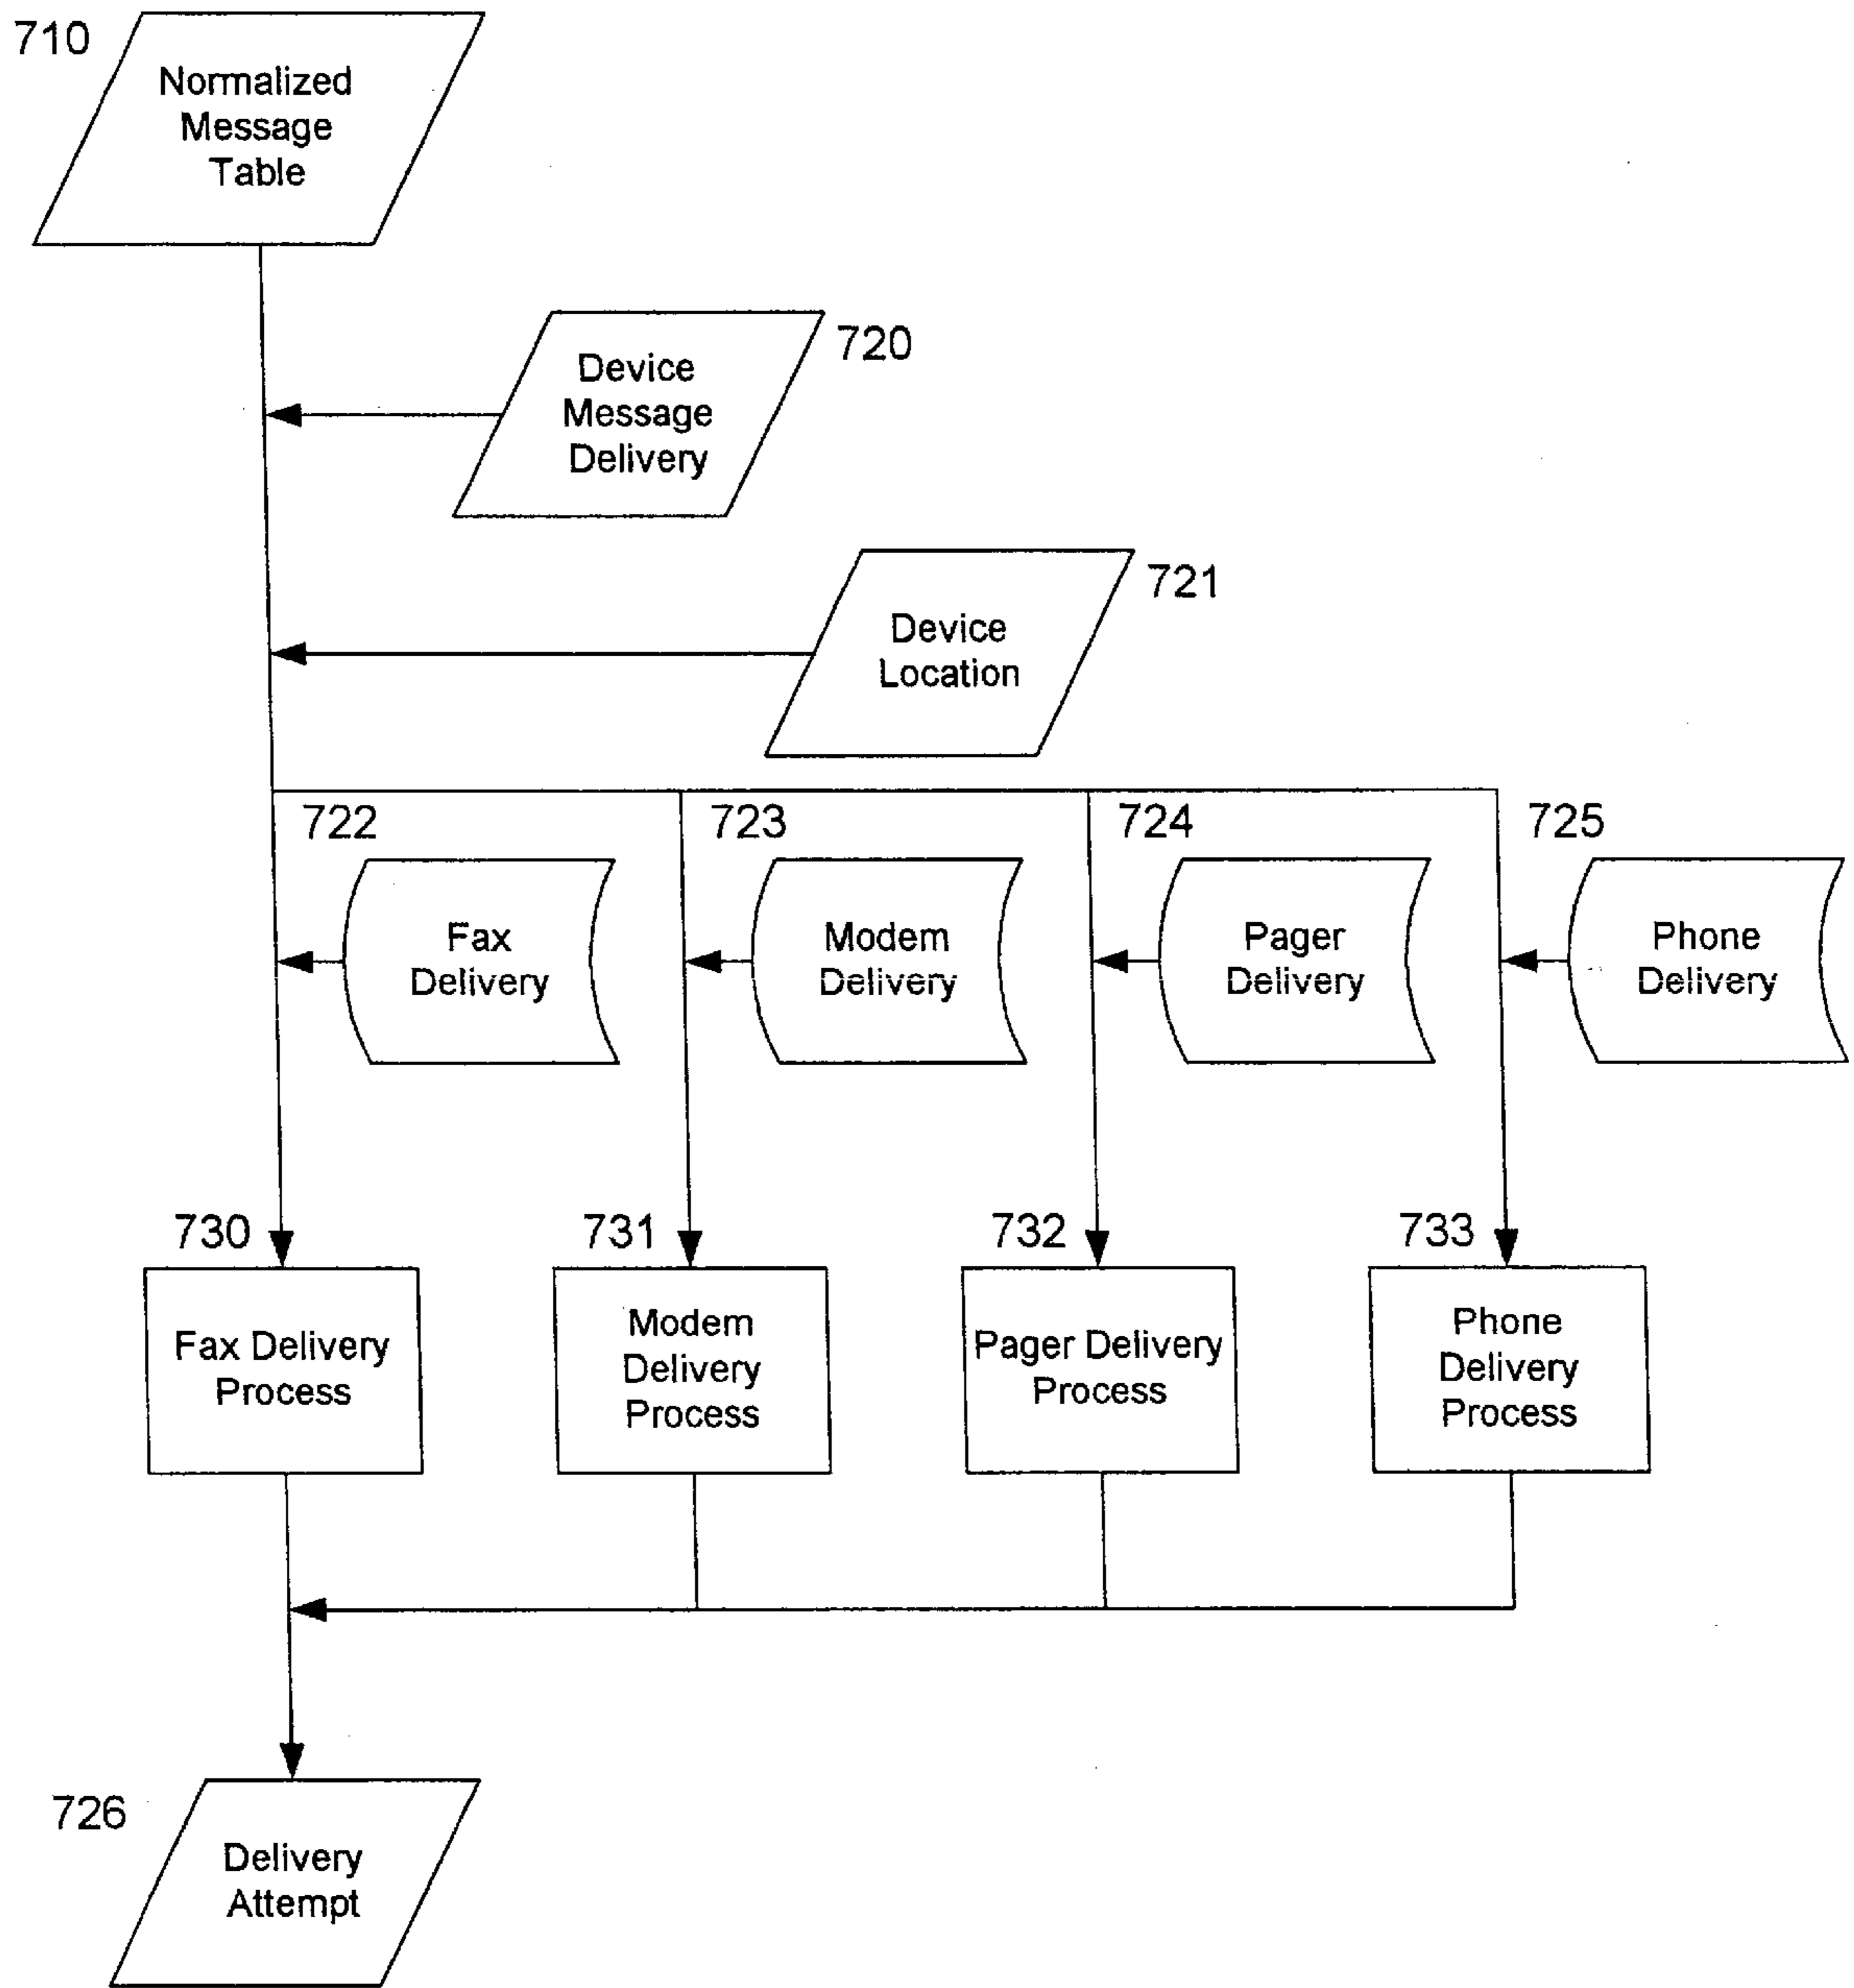 710
Normalized
Message
Table
720
Device
Message
Delivery
721
Device
Location
722
723
724
725
Fax
Delivery
Modem
Delivery
Pager
Delivery
Phone
Delivery
730
731
732
733
Fax Delivery
Process
Modem
Delivery
Process
Pager Delivery
Process
Phone
Delivery
Process
726
Delivery
Attempt